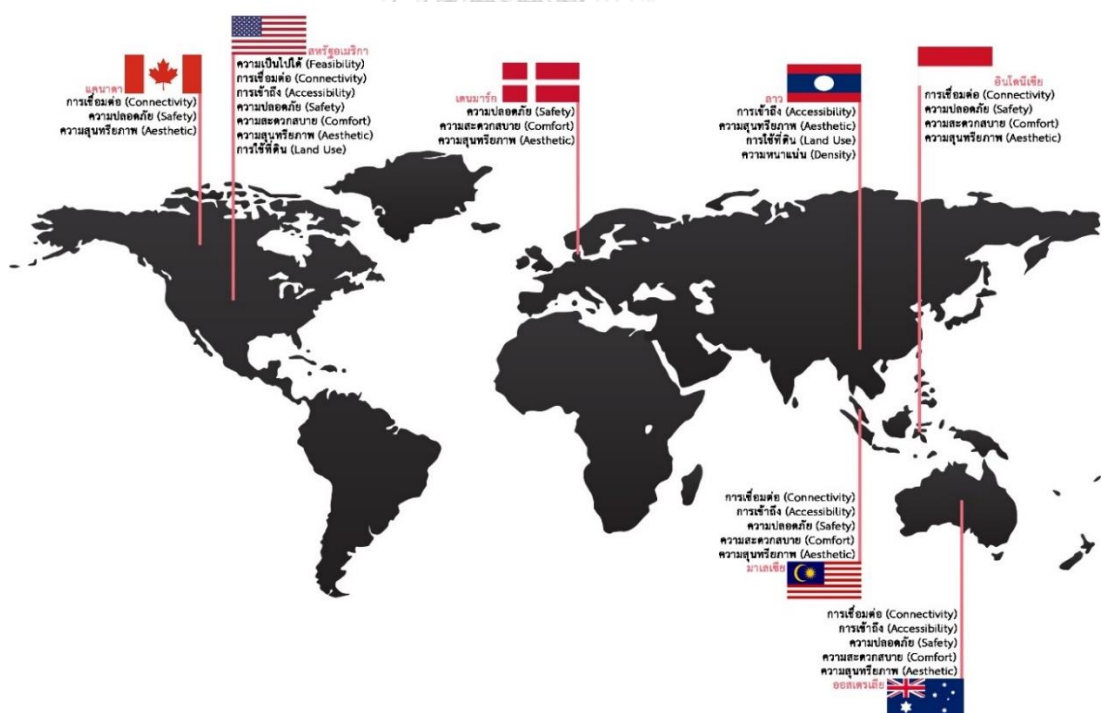 แคนาดา
การเชื่อมต่อ (Connectivity)
ความปลอดภัย (Safety)
ความสุนทรียภาพ (Aesthetic)
สหรัฐอเมริกา
ความเป็นไปได้ (Feasibility)
การเชื่อมต่อ (Connectivity)
การเข้าถึง (Accessibility)
ความปลอดภัย (Safety)
ความสะดวกสบาย (Comfort)
ความสุนทรียภาพ (Aesthetic)
การใช้ที่ดิน (Land Use)
เดนมาร์ก
ความปลอดภัย (Safety)
ความสะดวกสบาย (Comfort)
ความสุนทรียภาพ (Aesthetic)
ลาว
การเข้าถึง (Accessibility)
ความสุนทรียภาพ (Aesthetic)
การใช้ที่ดิน (Land Use)
ความหนาแน่น (Density)
อินโดนีเซีย
การเชื่อมต่อ (Connectivity)
ความปลอดภัย (Safety)
ความสะดวกสบาย (Comfort)
ความสุนทรียภาพ (Aesthetic)
การเชื่อมต่อ (Connectivity)
การเข้าถึง (Accessibility)
ความปลอดภัย (Safety)
ความสะดวกสบาย (Comfort)
ความสุนทรียภาพ (Aesthetic)
มาเลเซีย
การเชื่อมต่อ (Connectivity)
การเข้าถึง (Accessibility)
ความปลอดภัย (Safety)
ความสะดวกสบาย (Comfort)
ความสุนทรียภาพ (Aesthetic)
ออสเตรเลีย